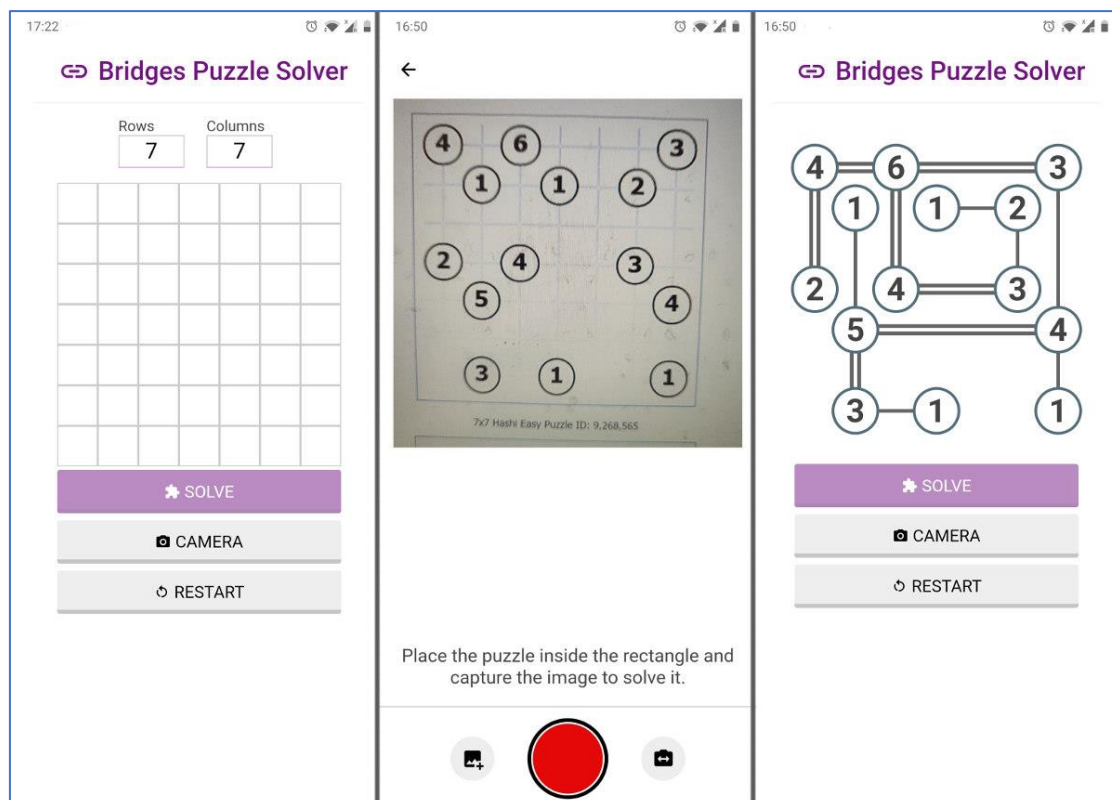 17:22
Bridges Puzzle Solver
Rows Columns
7 7
SOLVE
CAMERA
RESTART
16:50
4 6 3
1 1 2
2 4 3
5 4
3 1 1
7x7 Hashi Easy Puzzle ID: 9,268,565
Place the puzzle inside the rectangle and
capture the image to solve it.
16:50
Bridges Puzzle Solver
4 6 3
1 1 2
2 4 3
5 4
3 1 1
SOLVE
CAMERA
RESTART